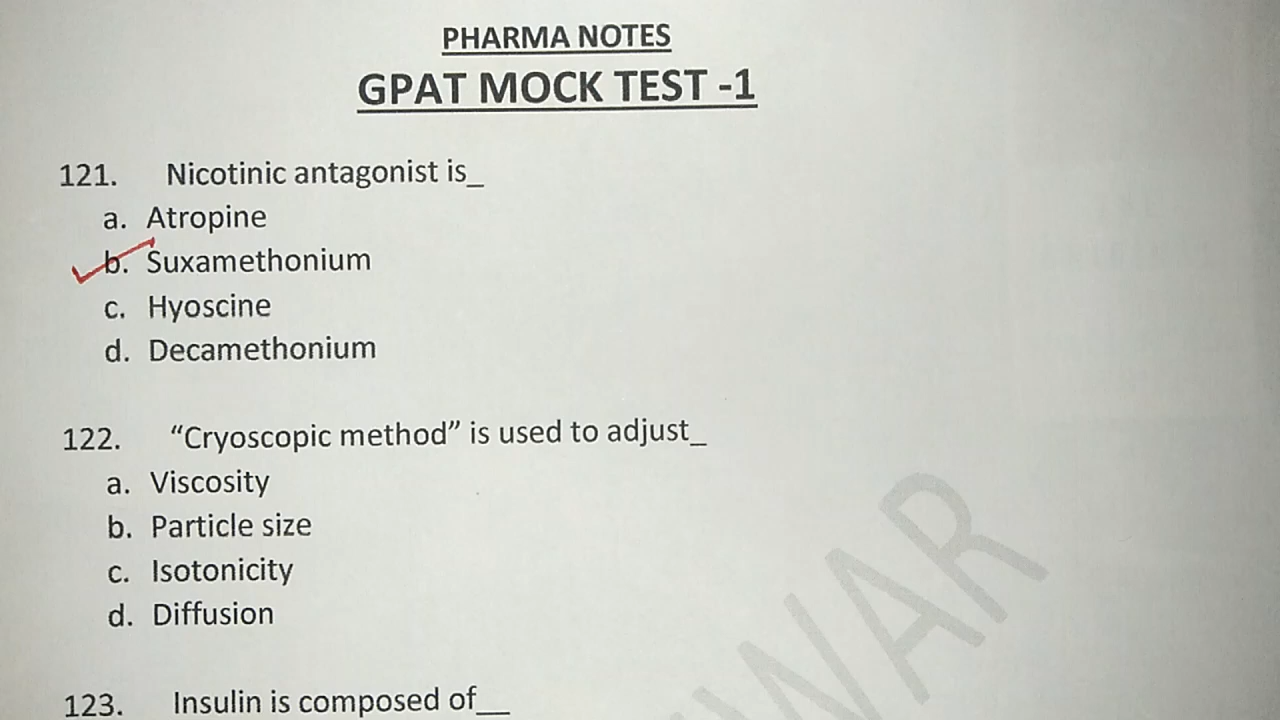 PHARMA NOTES
GPAT MOCK TEST -1
121. Nicotinic antagonist is_
a. Atropine
b. Suxamethonium
c. Hyoscine
d. Decamethonium
122. “Cryoscopic method” is used to adjust_
a. Viscosity
b. Particle size
c. Isotonicity
d. Diffusion
WAR
123. Insulin is composed of__